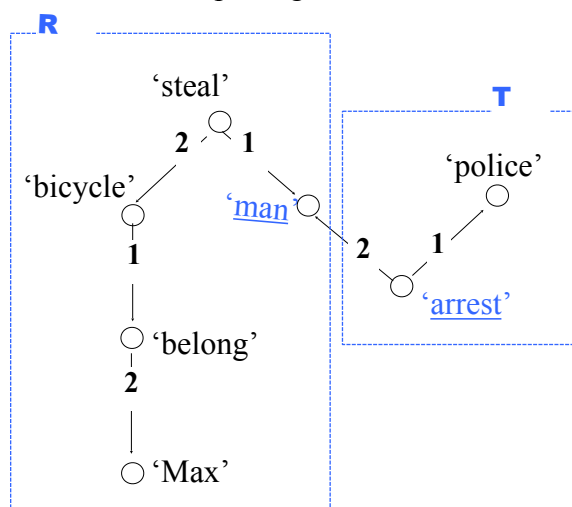 R
T
‘steal’
2 1
‘police’
‘bicycle’
‘man’
2 1
1
‘arrest’
‘belong’
2
‘Max’